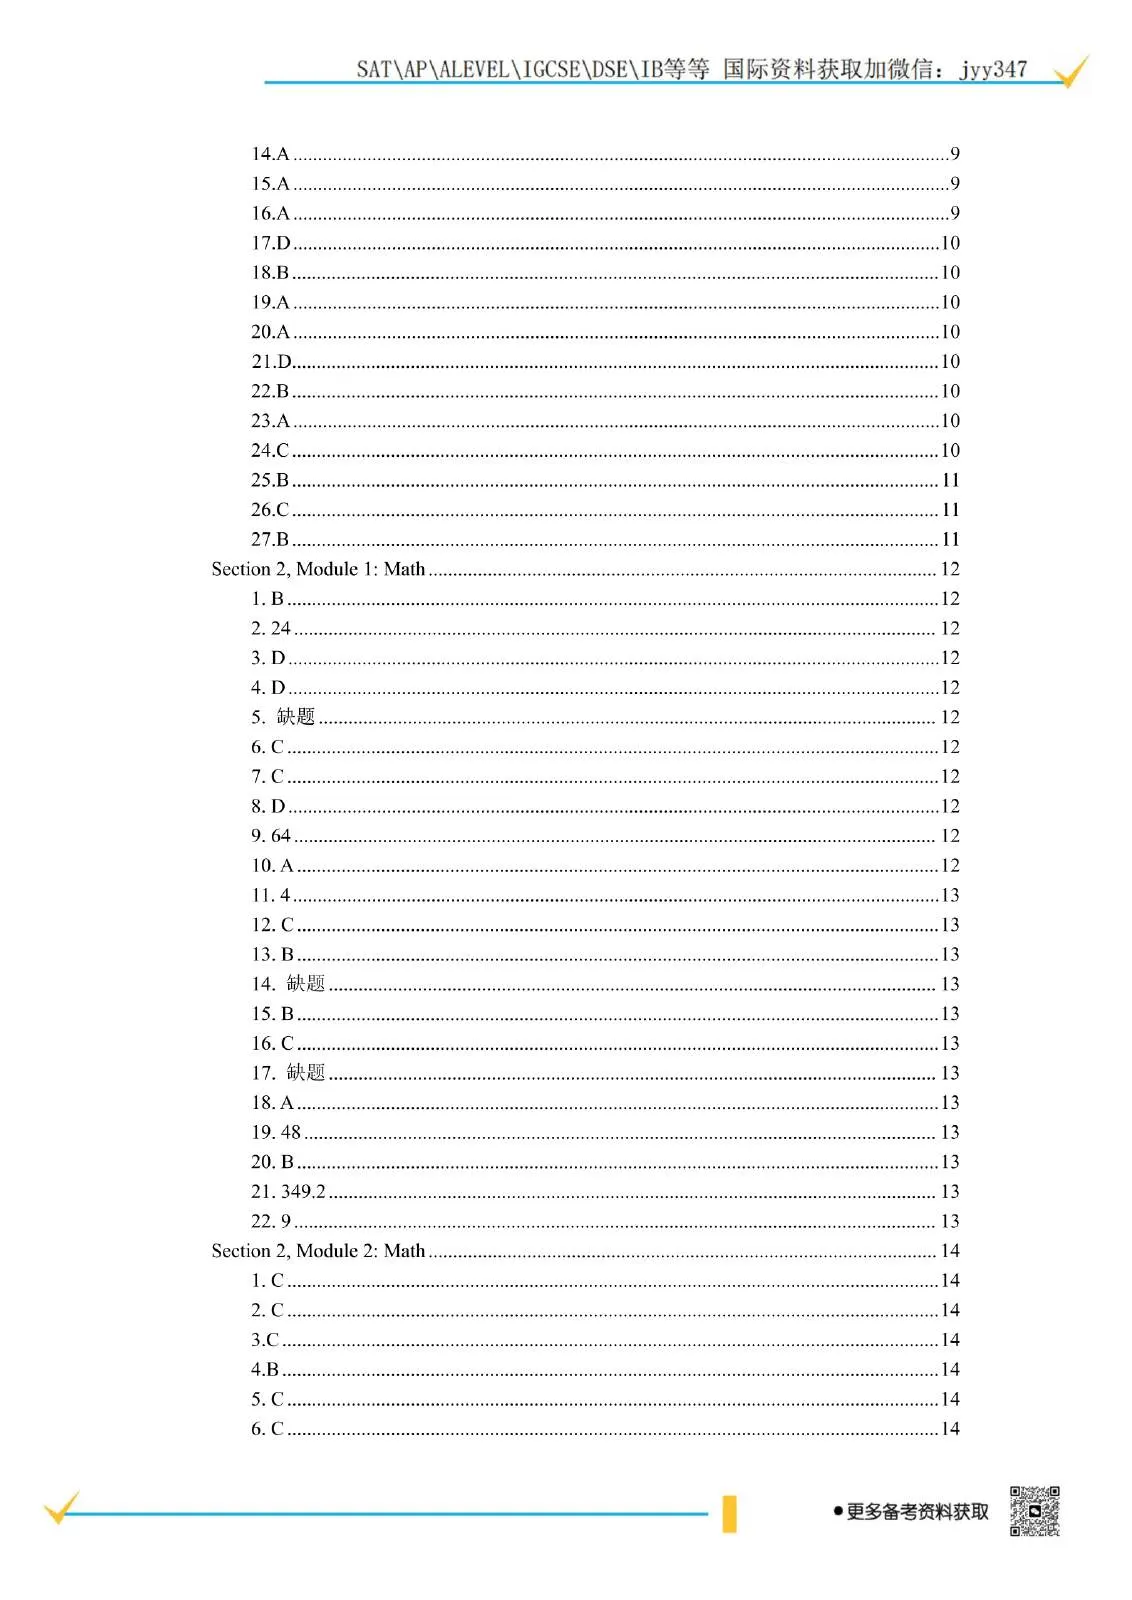 SAT\AP\ALEVEL\IGCSE\DSE\IB等等 国际资料获取加微信：jyy347
14.A........9
15.A........9
16.A........9
17.D........10
18.B........10
19.A........10
20.A........10
21.D........10
22.B........10
23.A........10
24.C........10
25.B........11
26.C........11
27.B........11
Section 2, Module 1: Math........12
1. B........12
2. 24........12
3. D........12
4. D........12
5. 缺题........12
6. C........12
7. C........12
8. D........12
9. 64........12
10. A........12
11. 4........13
12. C........13
13. B........13
14. 缺题........13
15. B........13
16. C........13
17. 缺题........13
18. A........13
19. 48........13
20. B........13
21. 349.2........13
22. 9........13
Section 2, Module 2: Math........14
1. C........14
2. C........14
3.C........14
4.B........14
5. C........14
6. C........14
●更多备考资料获取